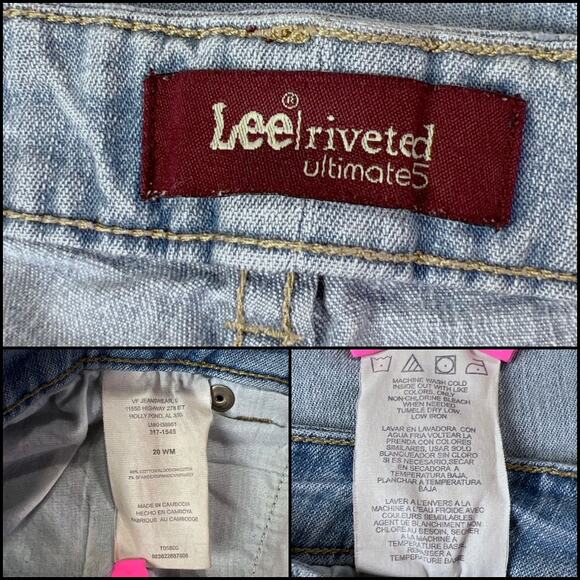 Lee® riveted
ultimate5
VF JEANSWEAR,
11550 HIGHWAY 278 ET
HOLLY POND, AL
317-1545
20 WM
MADE IN CAMBODIA
HECHO EN CAMBOYA
FABRIQUE AU CAMBODGE
MACHINE WASH COLD
INSIDE OUT WITH LIKE
COLORS, ONLY
NON-CHLORINE BLEACH
WHEN NEEDED
TUMBLE DRY LOW,
LOW IRON
LAVAR EN LAVADORA CON
AGUA FRIA VOLTEAR LA
PRENDA CON COLORES
SIMILARES, USAR SOLO
BLANQUEADOR SIN CLORO
SI ES NECESARIO, SECAR
EN SECADORA A
TEMPERATURA BAJA,
PLANCHAR A TEMPERATURA
BAJA
LAVER A L'ENVERS A LA
MACHINE A L'EAU FROIDE AVEC
COULEURS SEMBLABLES,
AGENT DE BLANCHIMENT NON
CHLORE AU BESOIN, SECHER
A LA MACHINE A
TEMPERATURE BASSE,
REPASSER A
TEMPERATURE BASSE